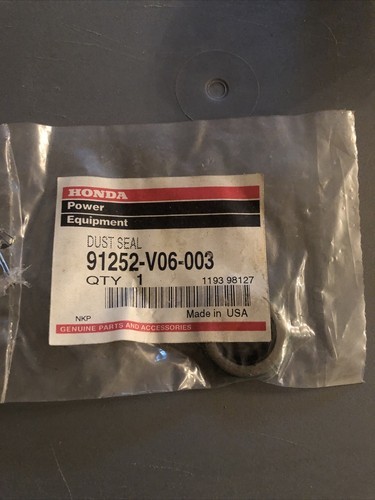 HONDA
Power
Equipment
DUST SEAL
91252-V06-003
QTY 1
1193 98127
NKP
Made in USA
GENUINE PARTS AND ACCESSORIES